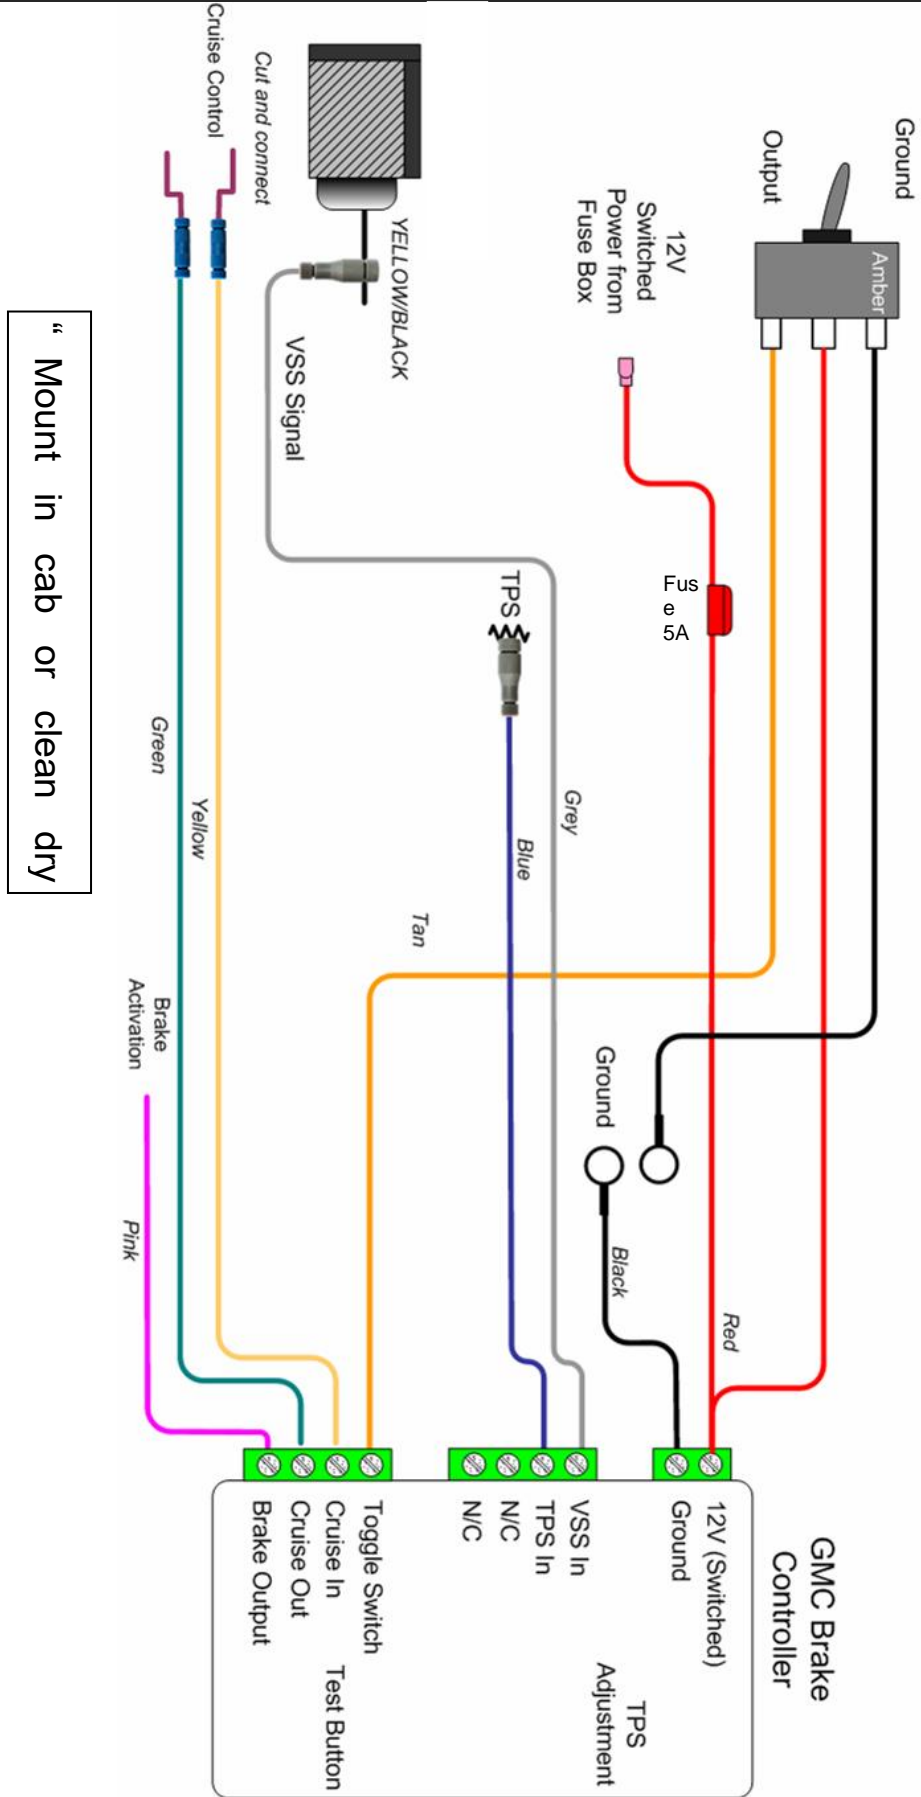 Ground
Output
Amber
12V
Switched
Power from
Fuse Box
Cruise Control
Cut and connect
YELLOW/BLACK
VSS Signal
Fus
e
5A
TPS
Green
Yellow
Grey
Blue
Tan
Brake
Activation
Pink
Ground
Black
Red
GMC Brake
Controller
12V (Switched)
Ground
VSS In
TPS In
N/C
N/C
TPS
Adjustment
Toggle Switch
Cruise In
Cruise Out
Brake Output
Test Button
“ Mount in cab or clean dry